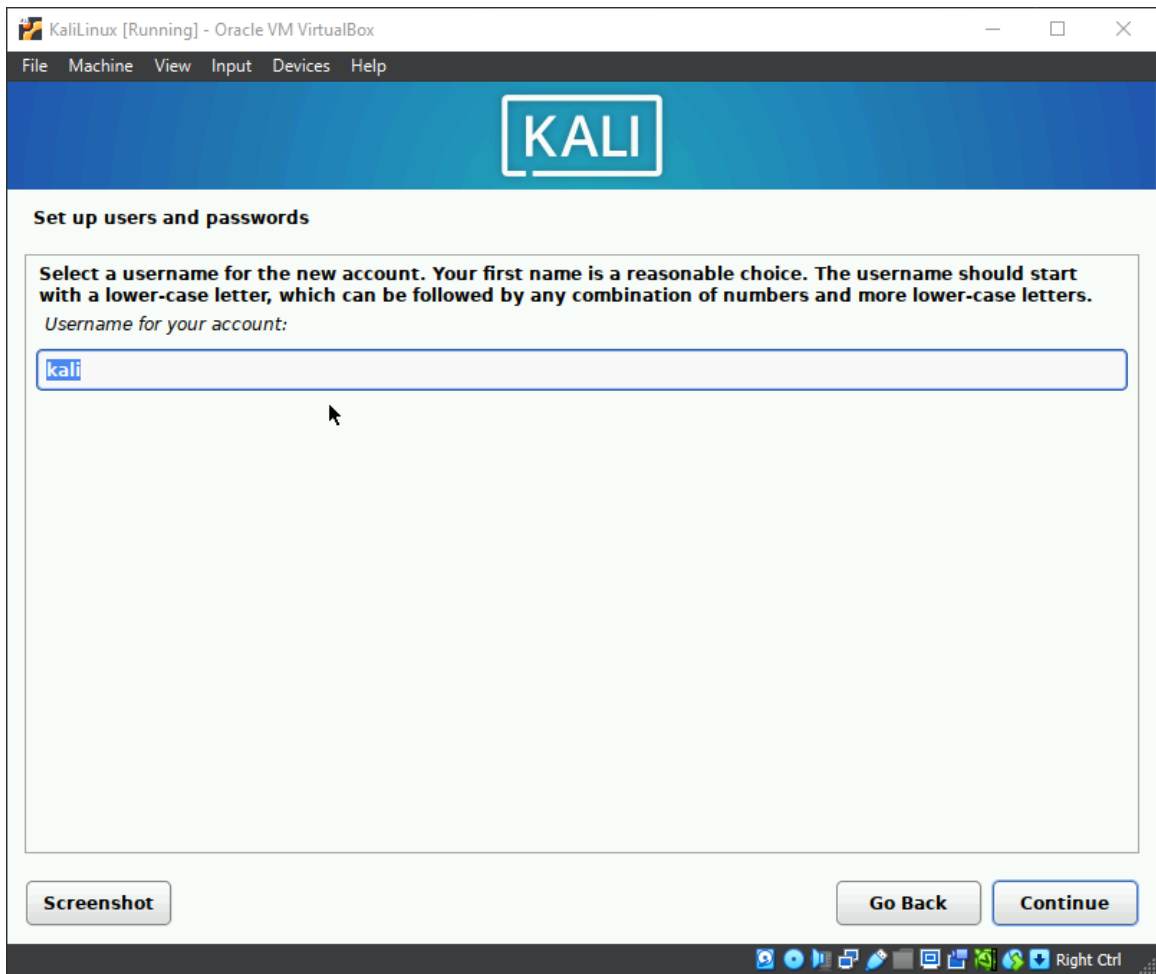 KaliLinux [Running] - Oracle VM VirtualBox
File Machine View Input Devices Help
KALI
Set up users and passwords
Select a username for the new account. Your first name is a reasonable choice. The username should start
with a lower-case letter, which can be followed by any combination of numbers and more lower-case letters.
Username for your account:
kali
Screenshot Go Back Continue
Right Ctrl